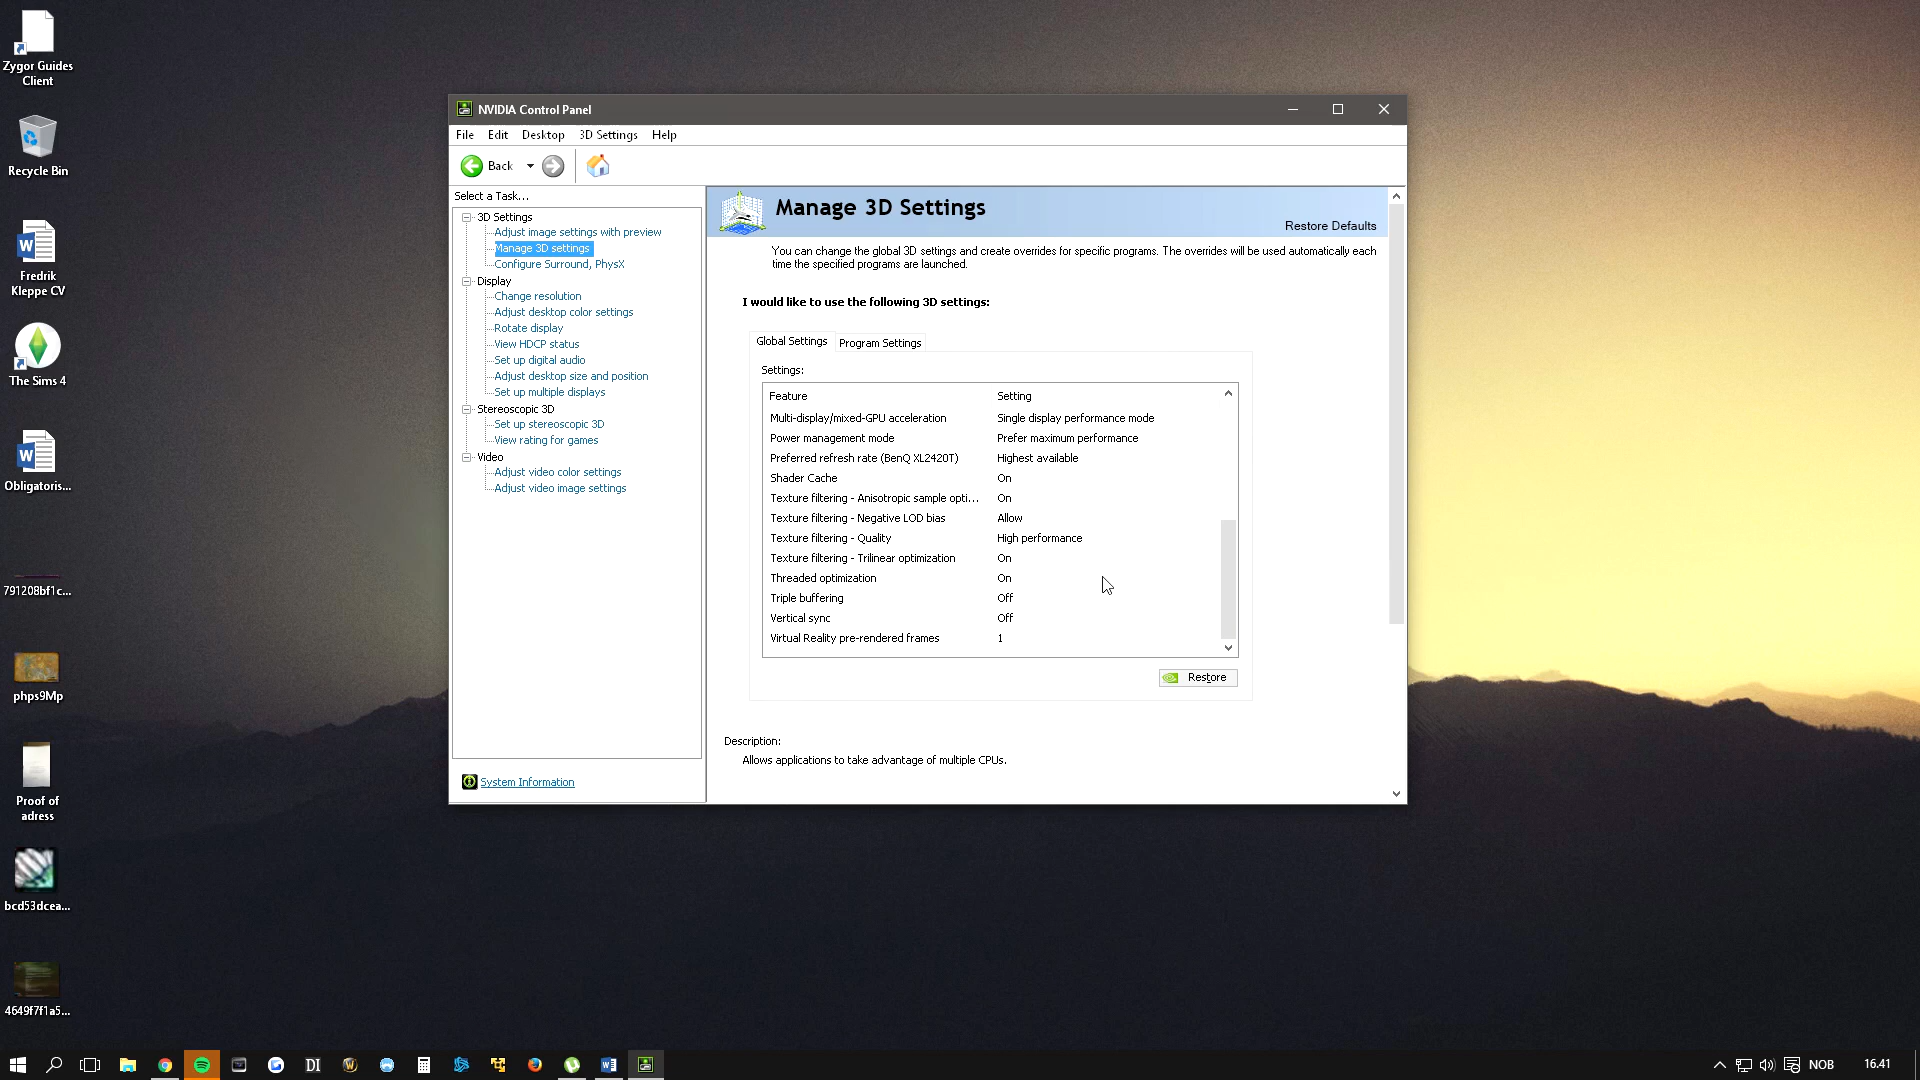 Zygor Guides
Client
Recycle Bin
Fredrik
Kleppe CV
The Sims 4
Obligatoris...
791208bf1c...
phps9Mp
Proof of
adress
bcd53dcea...
4649f7f1a5...
NVIDIA Control Panel
File Edit Desktop 3D Settings Help
Back
Select a Task...
3D Settings
Adjust image settings with preview
Manage 3D settings
Configure Surround, PhysX
Display
Change resolution
Adjust desktop color settings
Rotate display
View HDCP status
Set up digital audio
Adjust desktop size and position
Set up multiple displays
Stereoscopic 3D
Set up stereoscopic 3D
View rating for games
Video
Adjust video color settings
Adjust video image settings
System Information
Manage 3D Settings
Restore Defaults
You can change the global 3D settings and create overrides for specific programs. The overrides will be used automatically each
time the specified programs are launched.
I would like to use the following 3D settings:
Global Settings Program Settings
Settings:
Feature Setting
Multi-display/mixed-GPU acceleration Single display performance mode
Power management mode Prefer maximum performance
Preferred refresh rate (BenQ XL2420T) Highest available
Shader Cache On
Texture filtering - Anisotropic sample opti... On
Texture filtering - Negative LOD bias Allow
Texture filtering - Quality High performance
Texture filtering - Trilinear optimization On
Threaded optimization On
Triple buffering Off
Vertical sync Off
Virtual Reality pre-rendered frames 1
Restore
Description:
Allows applications to take advantage of multiple CPUs.
DI
NOB
16.41